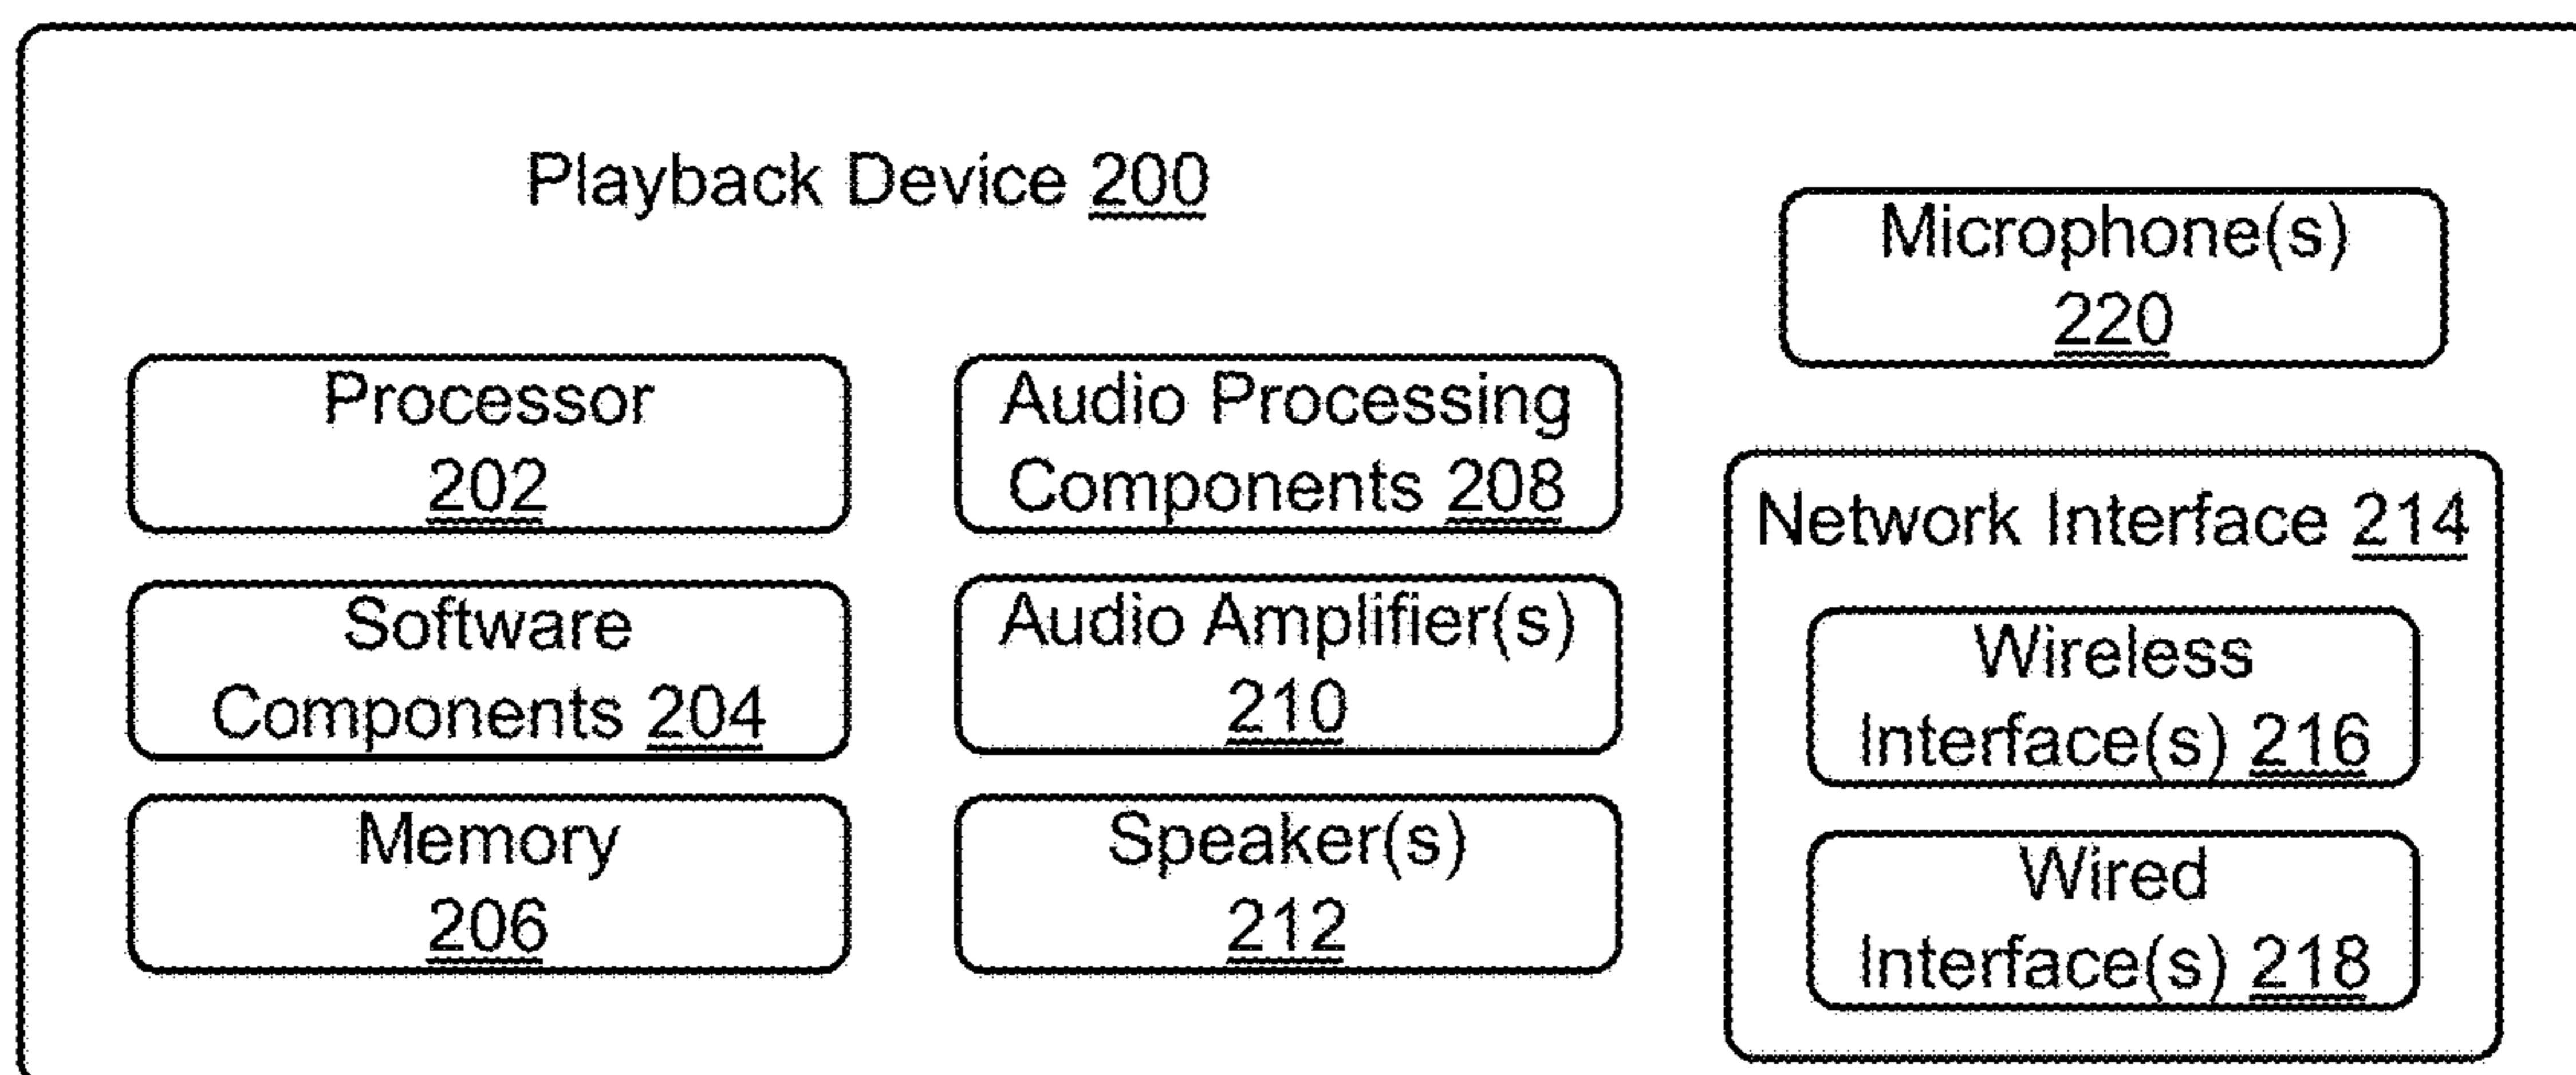 Playback Device 200
Processor
202
Software
Components 204
Memory
206
Audio Processing
Components 208
Audio Amplifier(s)
210
Speaker(s)
212
Microphone(s)
220
Network Interface 214
Wireless
Interface(s) 216
Wired
Interface(s) 218